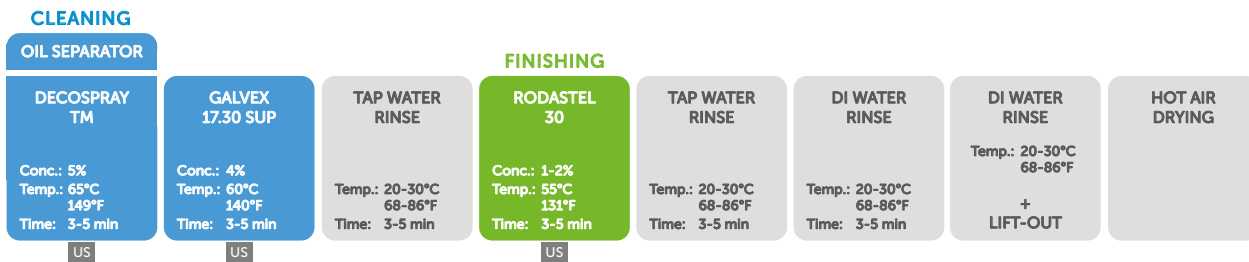 CLEANING
OIL SEPARATOR
DECOSPRAY
TM
Conc.: 5%
Temp.: 65°C
149°F
Time: 3-5 min
US
GALVEX
17.30 SUP
Conc.: 4%
Temp.: 60°C
140°F
Time: 3-5 min
US
TAP WATER
RINSE
Temp.: 20-30°C
68-86°F
Time: 3-5 min
FINISHING
RODASTEL
30
Conc.: 1-2%
Temp.: 55°C
131°F
Time: 3-5 min
US
TAP WATER
RINSE
Temp.: 20-30°C
68-86°F
Time: 3-5 min
DI WATER
RINSE
Temp.: 20-30°C
68-86°F
Time: 3-5 min
DI WATER
RINSE
Temp.: 20-30°C
68-86°F
+
LIFT-OUT
HOT AIR
DRYING